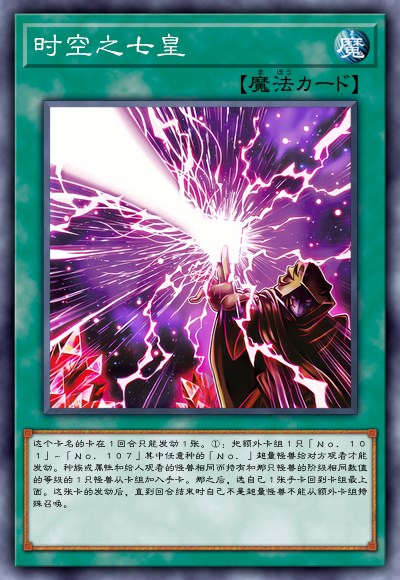 时空之七皇
魔
【魔法カード】
まほう
这个卡名的卡在1回合只能发动1张。①:把额外卡组1只「No.10
1」~「No.107」其中任意种的「No.」超量怪兽给对方观看才能
发动。种族或属性和给人观看的怪兽相同而持有和那只怪兽的阶级相同数值
的等级的1只怪兽从卡组加入手卡。那之后,选自己1张手卡回到卡组最上
面。这张卡的发动后,直到回合结束时自己不是超量怪兽不能从额外卡组特
殊召唤。